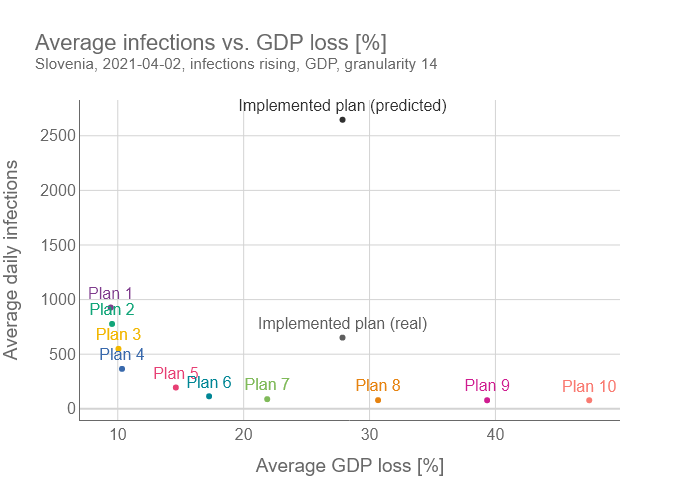 Average infections vs. GDP loss [%]
Slovenia, 2021-04-02, infections rising, GDP, granularity 14
Implemented plan (predicted)
2500
2000
1500
Average daily infections
1000
Plan 1
Plan 2
Implemented plan (real)
Plan 3
500
Plan 4
Plan 5
Plan 6
Plan 7
Plan 8
Plan 9
Plan 10
0
10
20
30
40
Average GDP loss [%]